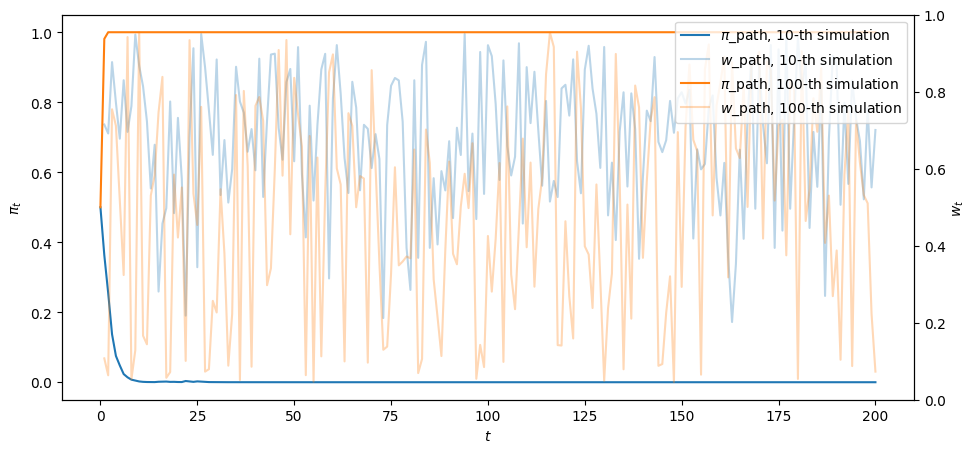 π_path, 10-th simulation
w_path, 10-th simulation
π_path, 100-th simulation
w_path, 100-th simulation
1.0
0.8
0.6
0.4
0.2
0.0
π_t
1.0
0.8
0.6
0.4
0.2
0.0
w_t
0 25 50 75 100 125 150 175 200
t